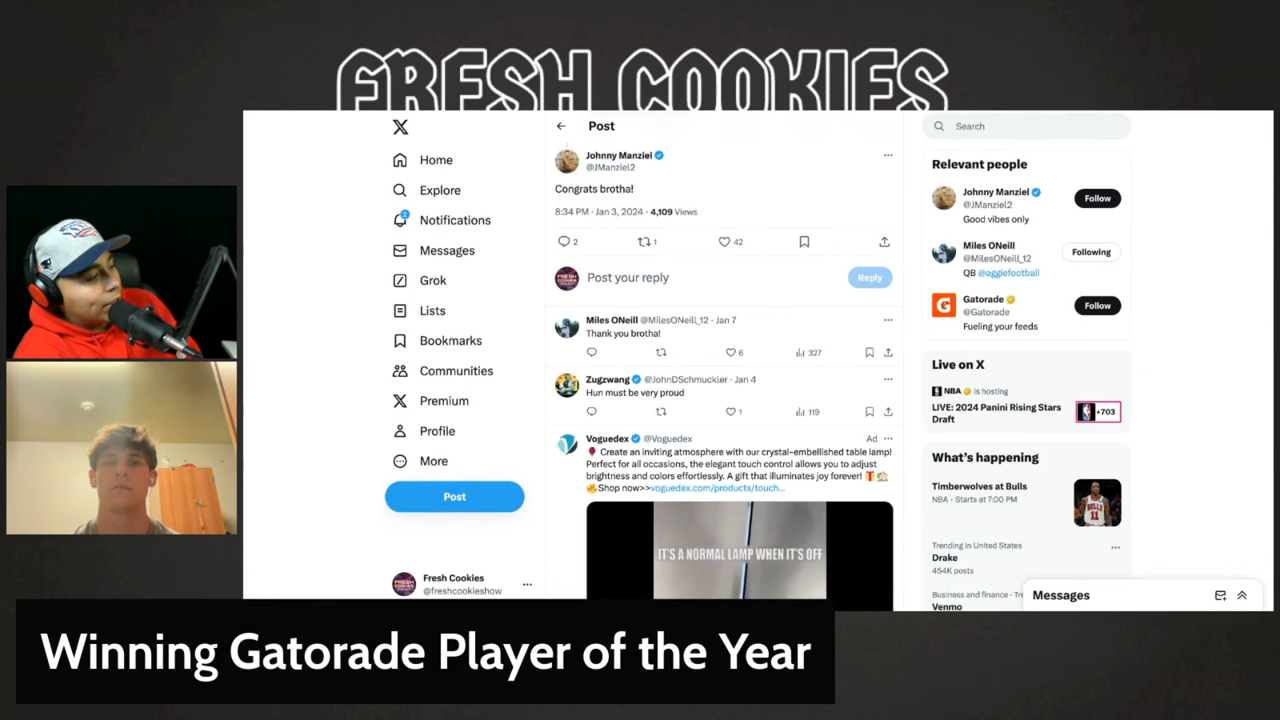 FRESH COOKIES
Home
Explore
2
Notifications
Messages
Grok
Lists
Bookmarks
Communities
Premium
Profile
More
Post
Fresh Cookies
@freshcookieshow
Post
Johnny Manziel
@JManziel2
Congrats brotha!
8:34 PM · Jan 3, 2024 · 4,109 Views
2 1 42
Post your reply
Reply
Miles ONeill @MilesONeill_12 · Jan 7
Thank you brotha!
6 327
Zugzwang @JohnDSchmuckler · Jan 4
Hun must be very proud
1 119
Voguedex @Voguedex Ad
Create an inviting atmosphere with our crystal-embellished table lamp!
Perfect for all occasions, the elegant touch control allows you to adjust
brightness and colors effortlessly. A gift that illuminates joy forever!
Shop now>>voguedex.com/products/touch...
IT'S A NORMAL LAMP WHEN IT'S OFF
Search
Relevant people
Johnny Manziel
@JManziel2
Follow
Good vibes only
Miles ONeill
@MilesONeill_12
Following
QB @aggiefootball
Gatorade
@Gatorade
Follow
Fueling your feeds
Live on X
NBA is hosting
LIVE: 2024 Panini Rising Stars
Draft
+703
What's happening
Timberwolves at Bulls
NBA · Starts at 7:00 PM
Trending in United States
Drake
454K posts
Business and finance · Tre
Venmo
Messages
Winning Gatorade Player of the Year